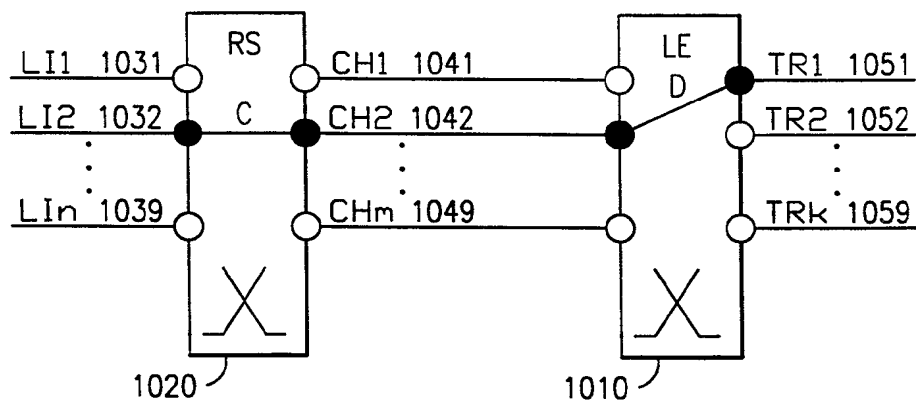 RS
LE
LI1 1031
CH1 1041
D
TR1 1051
LI2 1032
C
CH2 1042
TR2 1052
LIn 1039
CHm 1049
TRk 1059
1020
1010